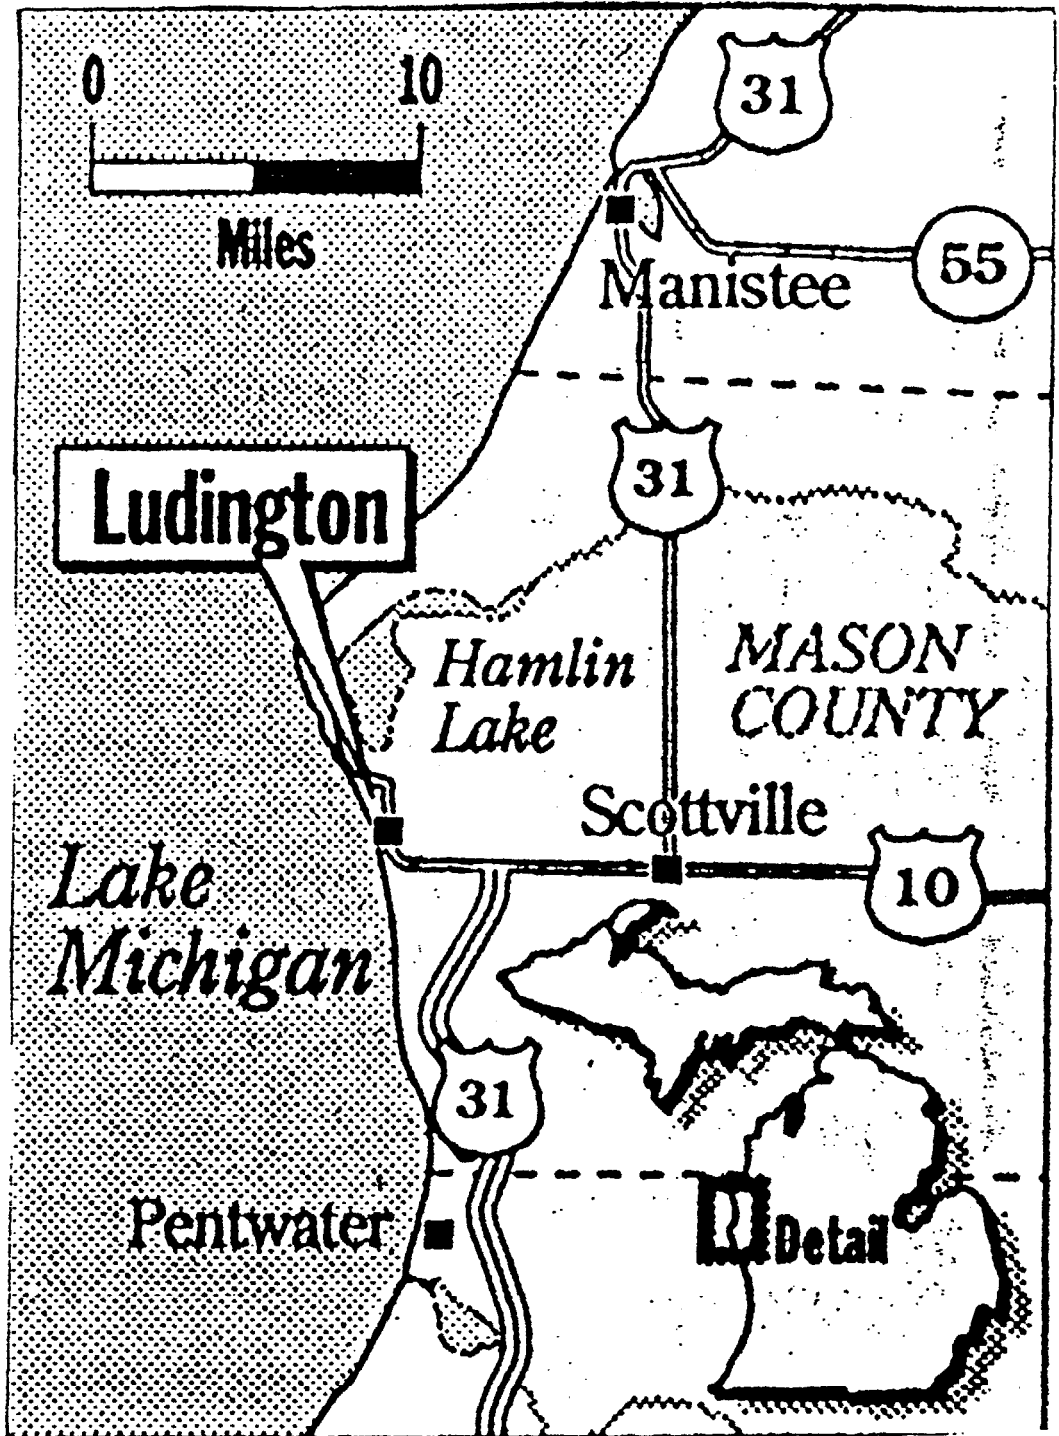 0 10
Miles
31
55
Manistee
31
Ludington
Hamlin
Lake
MASON
COUNTY
Scottville
10
Lake
Michigan
31
Pentwater
Detail